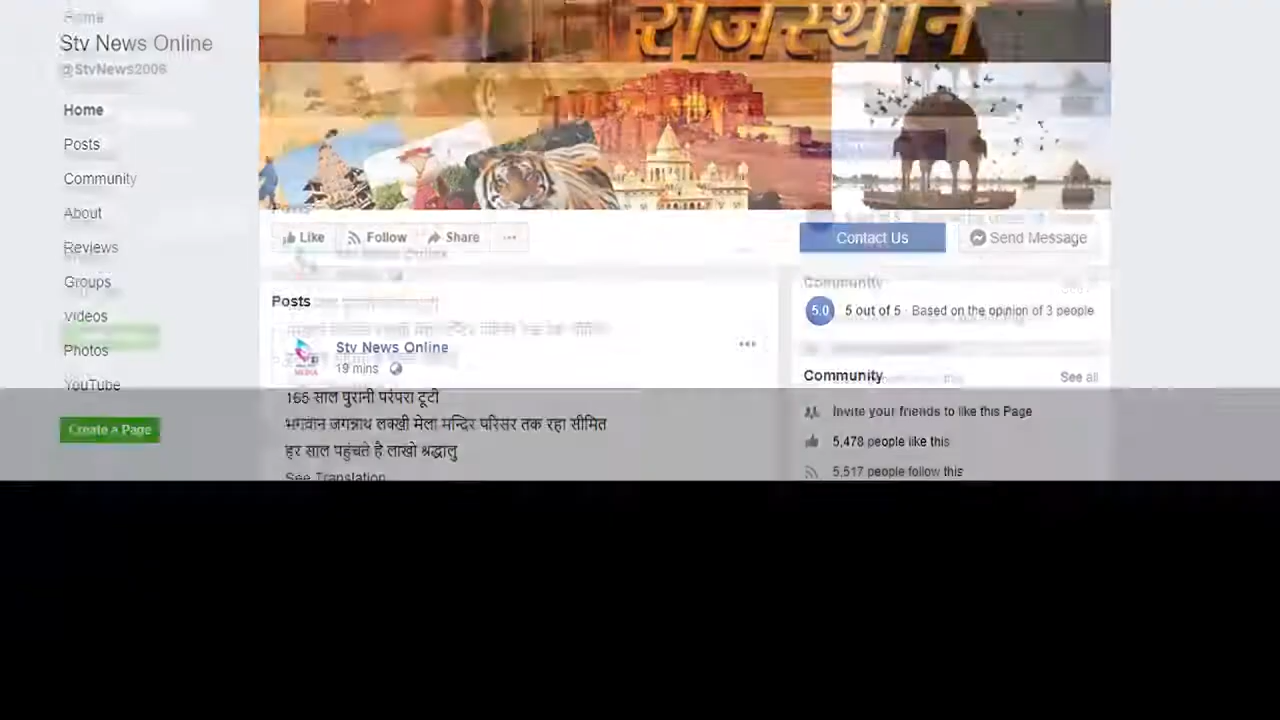 Home
Stv News Online
@StvNews2006
Home
Posts
Community
About
Reviews
Groups
Videos
Photos
YouTube
Create a Page
राजस्थान
Like Follow Share ...
Contact Us
Send Message
Posts
Stv News Online
19 mins
165 साल पुरानी परंपरा टूटी
भगवान जगन्नाथ लक्खी मेला मन्दिर परिसर तक रहा सीमित
हर साल पहुंचते है लाखो श्रद्धालु
See Translation
Community
5.0 5 out of 5 · Based on the opinion of 3 people
Community See all
Invite your friends to like this Page
5,478 people like this
5,517 people follow this